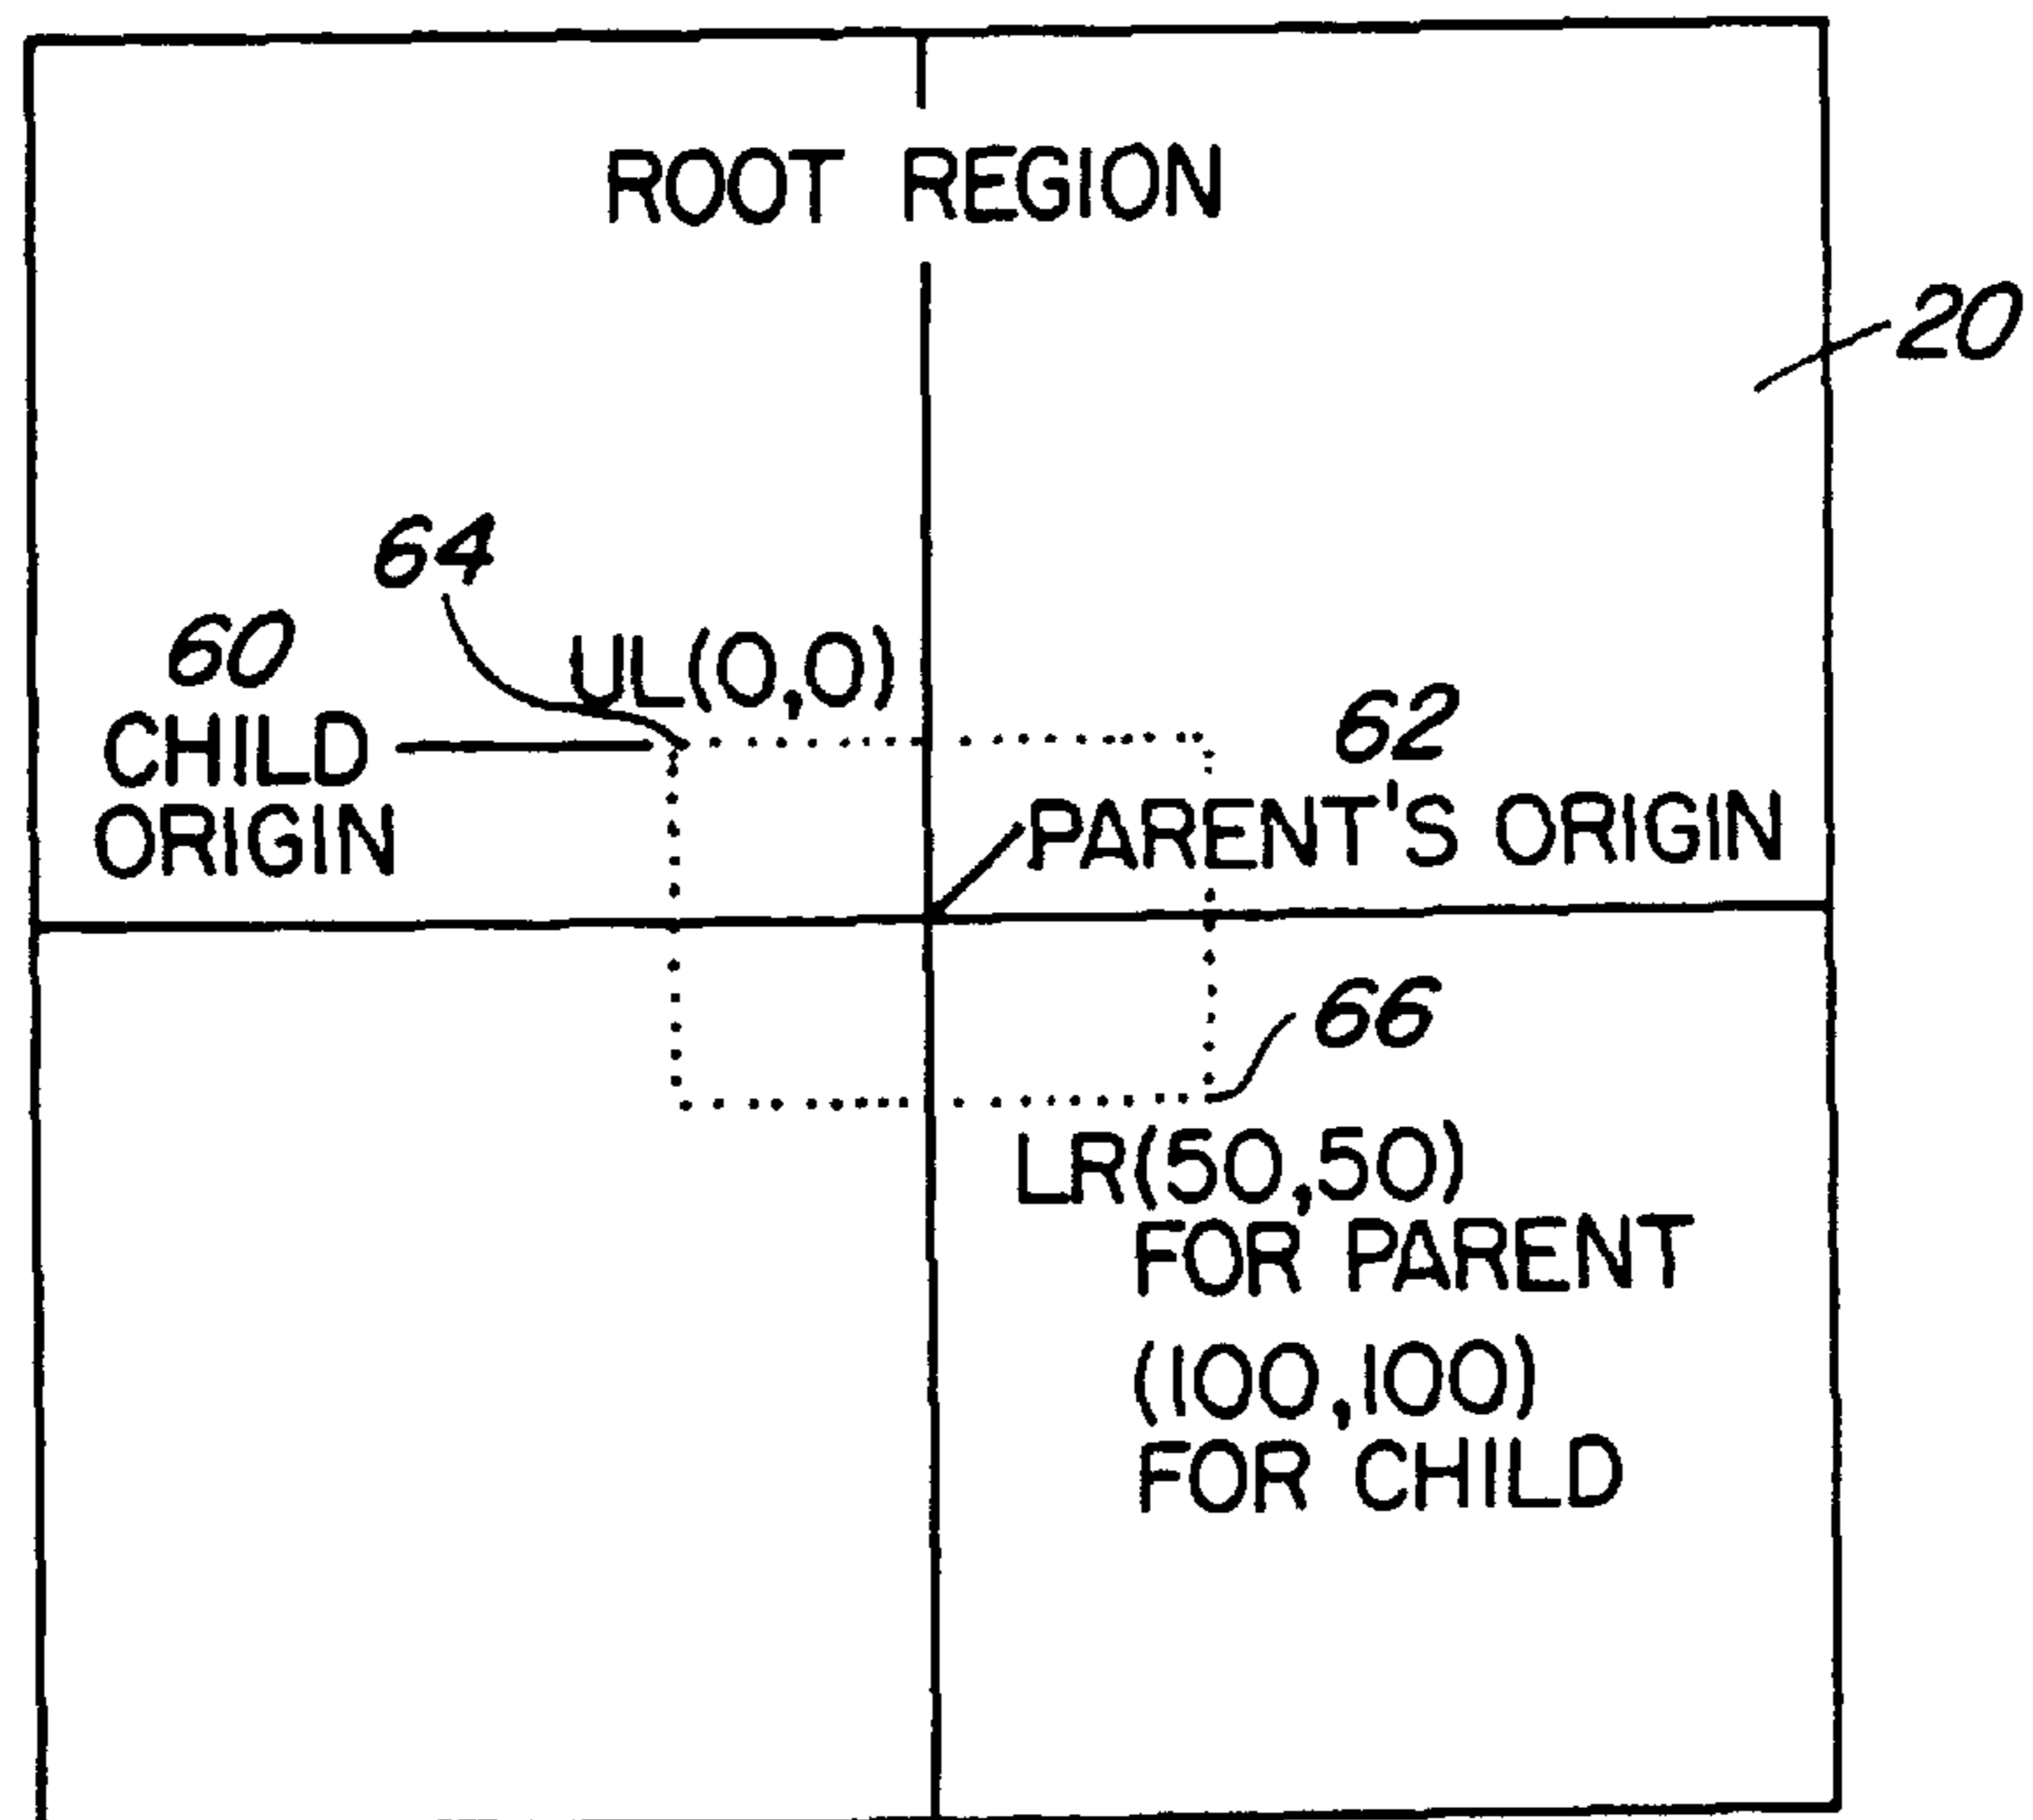 ROOT REGION
20
64
60
UL(0,0)
CHILD
ORIGIN
62
PARENT'S ORIGIN
66
LR(50,50)
FOR PARENT
(100,100)
FOR CHILD